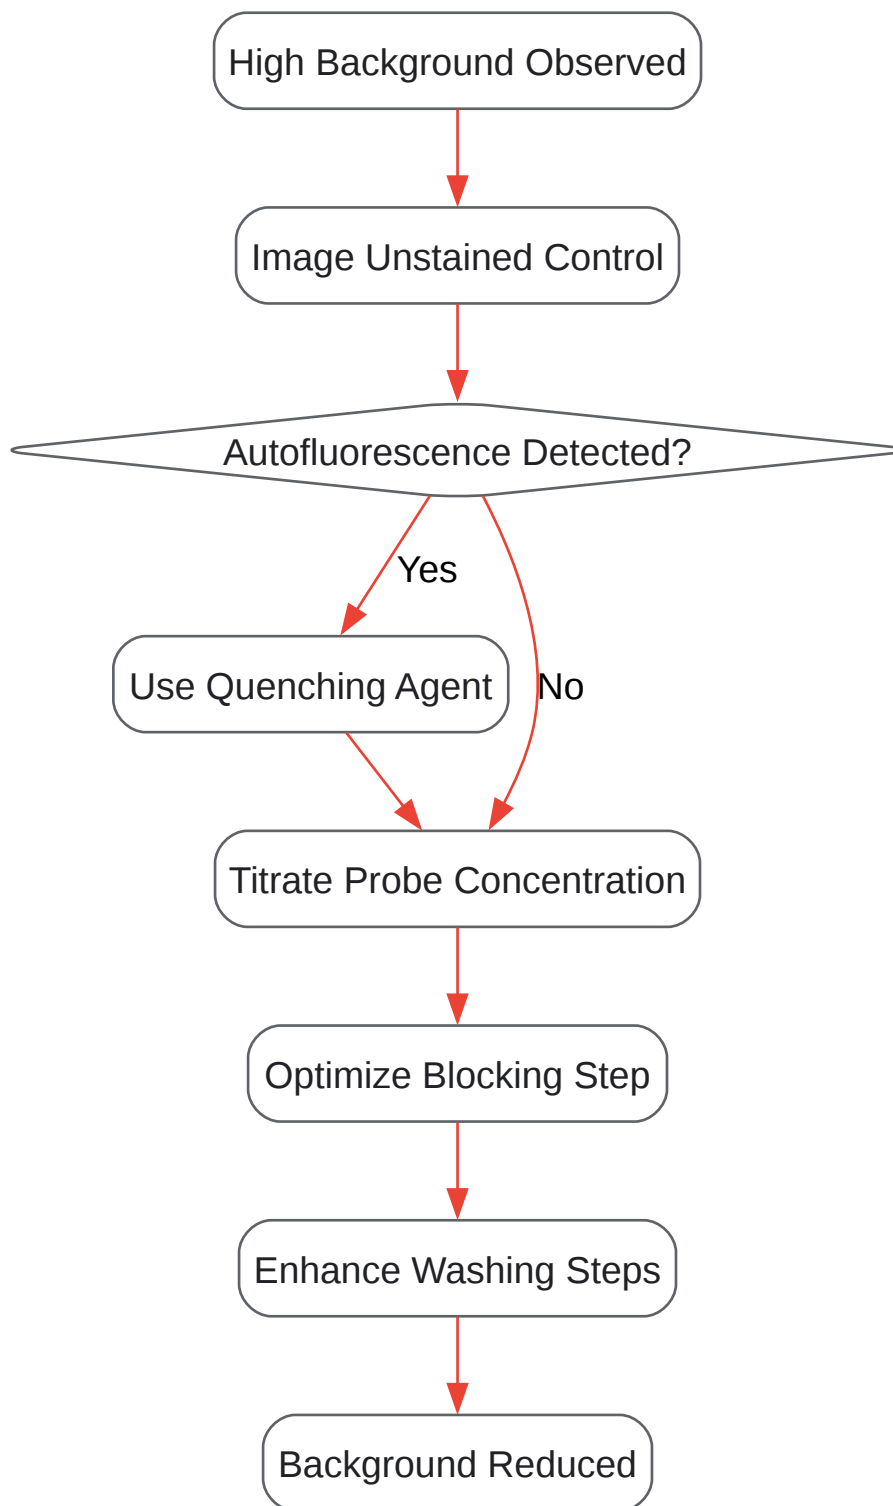 High Background Observed
Image Unstained Control
Autofluorescence Detected?
Yes
Use Quenching Agent
No
Titrate Probe Concentration
Optimize Blocking Step
Enhance Washing Steps
Background Reduced